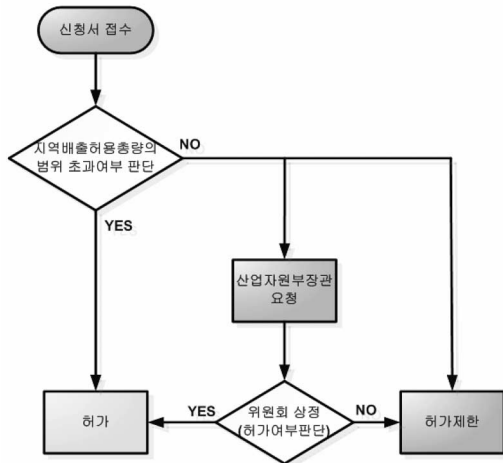 신청서 접수
지역배출허용총량의
범위 초과여부 판단
NO
YES
산업자원부장관
요청
허가
YES
위원회 상정
(허가여부판단)
NO
허가제한